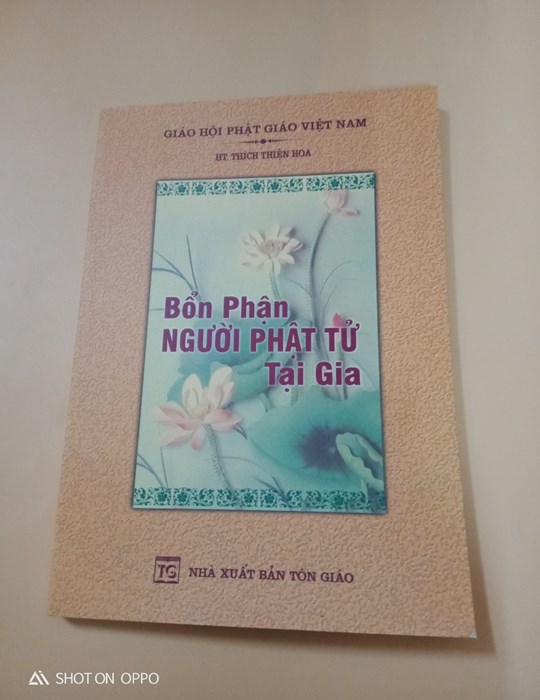 GIÁO HỘI PHẬT GIÁO VIỆT NAM
HT. THÍCH THIỆN HOA
Bổn Phận
NGƯỜI PHẬT TỬ
Tại Gia
TG NHÀ XUẤT BẢN TÔN GIÁO
SHOT ON OPPO